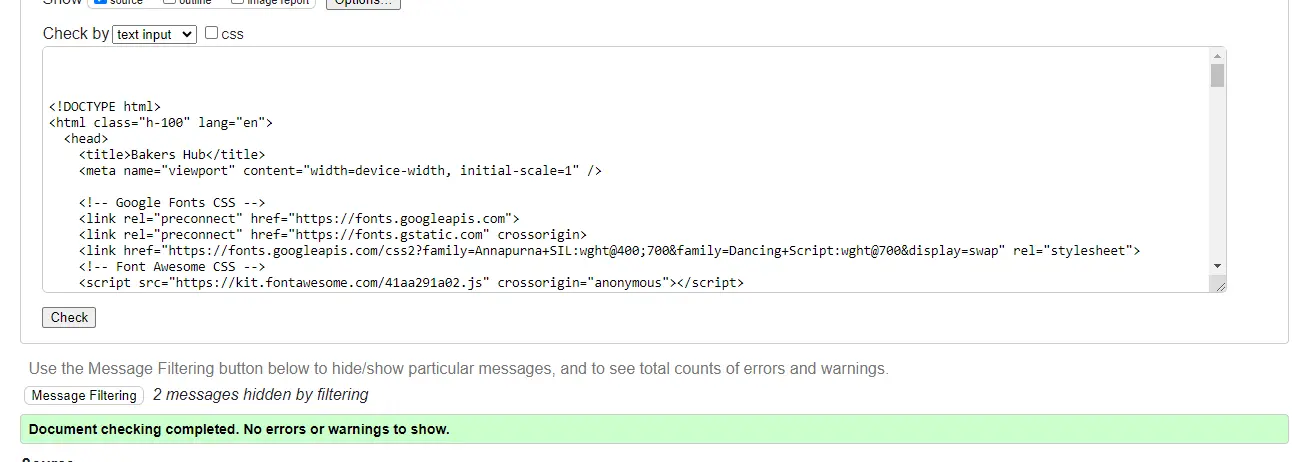 Show source outline image report Options...
Check by text input css
<!DOCTYPE html>
<html class="h-100" lang="en">
<head>
<title>Bakers Hub</title>
<meta name="viewport" content="width=device-width, initial-scale=1" />
<!-- Google Fonts CSS -->
<link rel="preconnect" href="https://fonts.googleapis.com">
<link rel="preconnect" href="https://fonts.gstatic.com" crossorigin>
<link href="https://fonts.googleapis.com/css2?family=Annapurna+SIL:wght@400;700&family=Dancing+Script:wght@700&display=swap" rel="stylesheet">
<!-- Font Awesome CSS -->
<script src="https://kit.fontawesome.com/41aa291a02.js" crossorigin="anonymous"></script>
Check
Use the Message Filtering button below to hide/show particular messages, and to see total counts of errors and warnings.
Message Filtering 2 messages hidden by filtering
Document checking completed. No errors or warnings to show.
Source